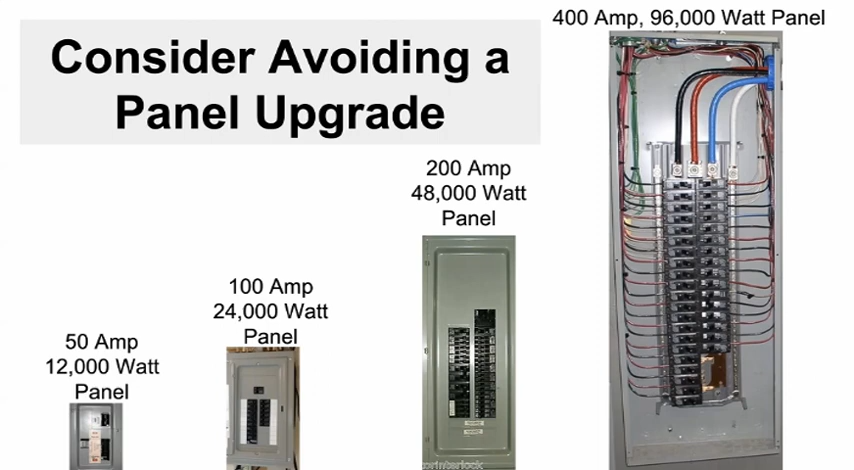 400 Amp, 96,000 Watt Panel
Consider Avoiding a
Panel Upgrade
200 Amp
48,000 Watt
Panel
100 Amp
24,000 Watt
Panel
50 Amp
12,000 Watt
Panel